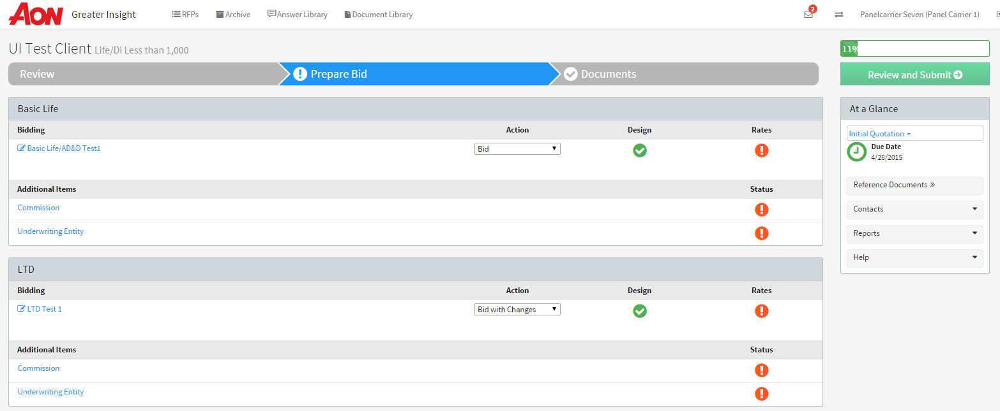 AON Greater Insight RFPs Archive Answer Library Document Library 2 Panelcarrier Seven (Panel Carrier 1)
UI Test Client Life/Di Less than 1,000
11%
Review Prepare Bid Documents
Review and Submit
Basic Life
Bidding Action Design Rates
Basic Life/AD&D Test1 Bid
Additional Items Status
Commission
Underwriting Entity
LTD
Bidding Action Design Rates
LTD Test 1 Bid with Changes
Additional Items Status
Commission
Underwriting Entity
At a Glance
Initial Quotation
Due Date
4/28/2015
Reference Documents »
Contacts
Reports
Help